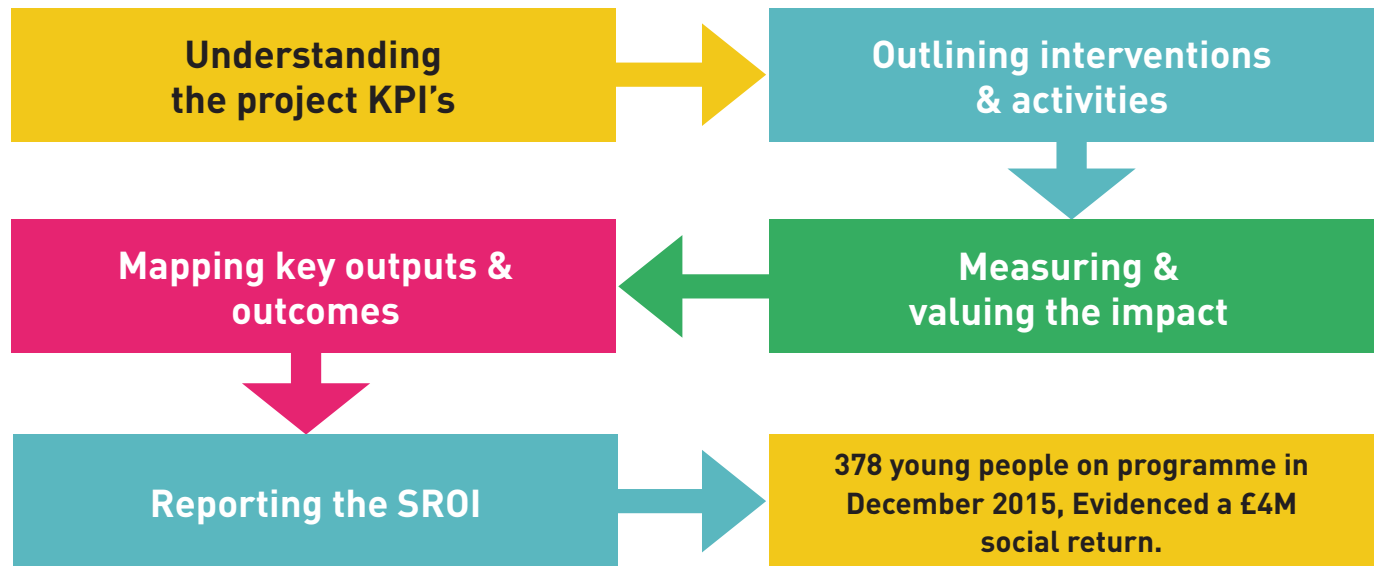 Understanding
the project KPI's
Outlining interventions
& activities
Measuring &
valuing the impact
Mapping key outputs &
outcomes
Reporting the SROI
378 young people on programme in
December 2015, Evidenced a £4M
social return.